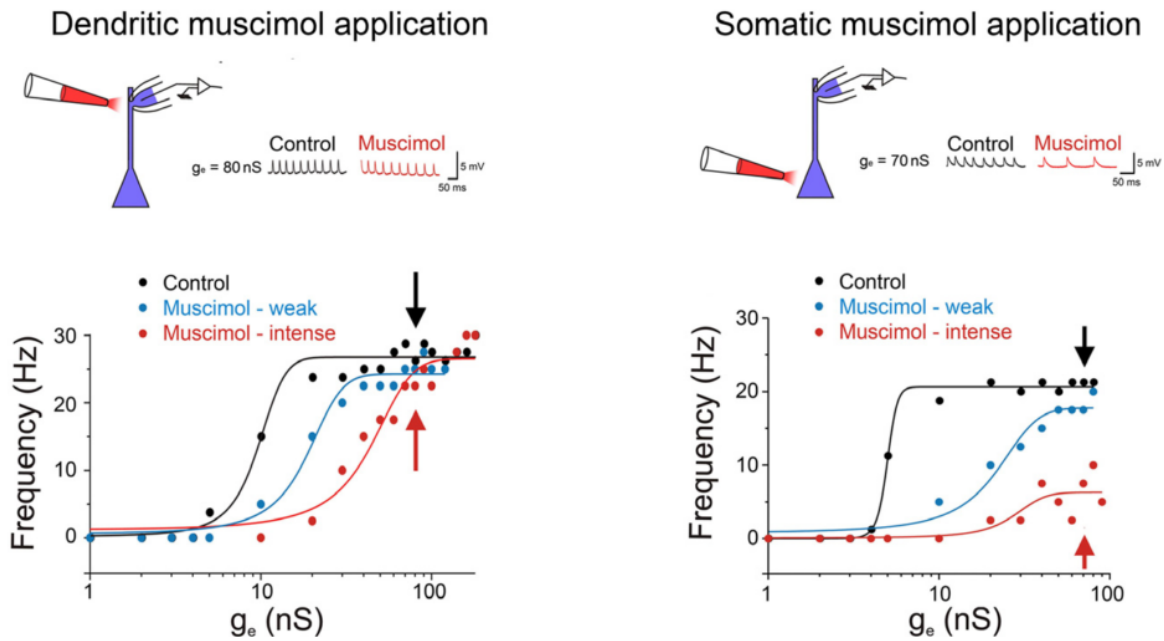 Dendritic muscimol application
Control Muscimol
gₑ = 80 nS
5 mV
50 ms
Control
Muscimol - weak
Muscimol - intense
Frequency (Hz)
30
20
10
0
1 10 100
gₑ (nS)
Somatic muscimol application
Control Muscimol
gₑ = 70 nS
5 mV
50 ms
Control
Muscimol - weak
Muscimol - intense
Frequency (Hz)
30
20
10
0
1 10 100
gₑ (nS)